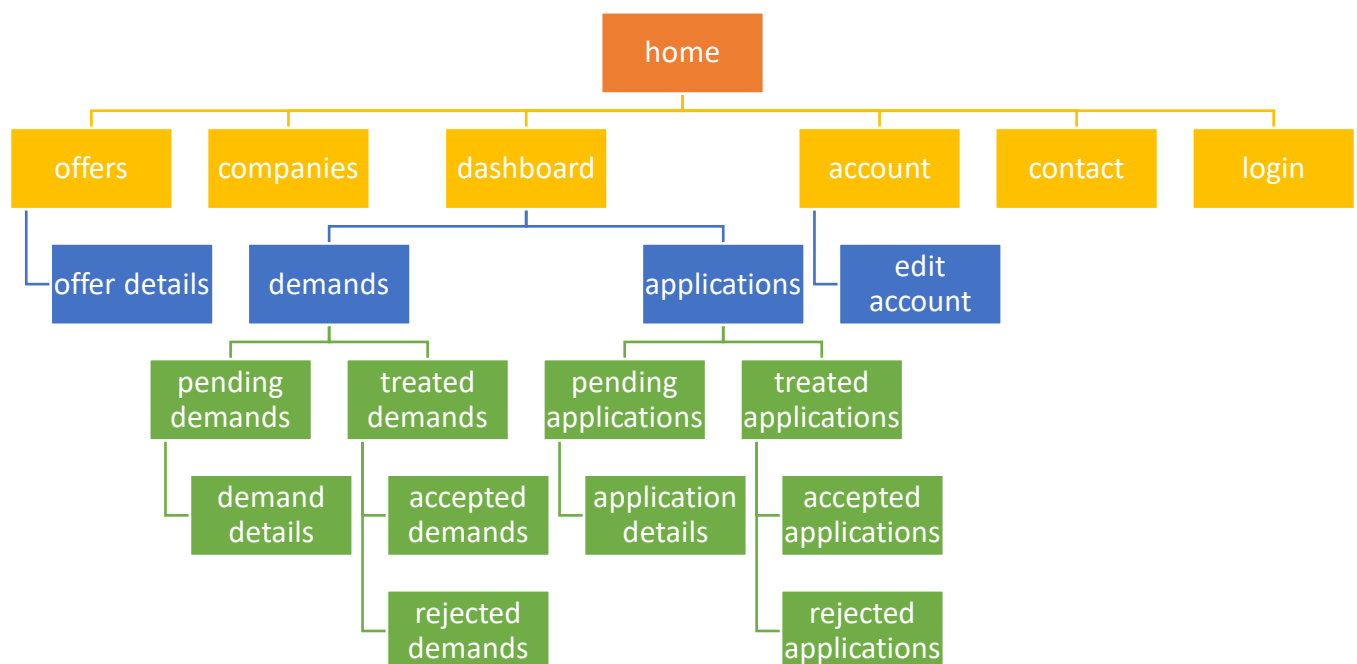 home
offers
companies
dashboard
account
contact
login
offer details
demands
applications
edit
account
pending
demands
treated
demands
pending
applications
treated
applications
demand
details
accepted
demands
application
details
accepted
applications
rejected
demands
rejected
applications